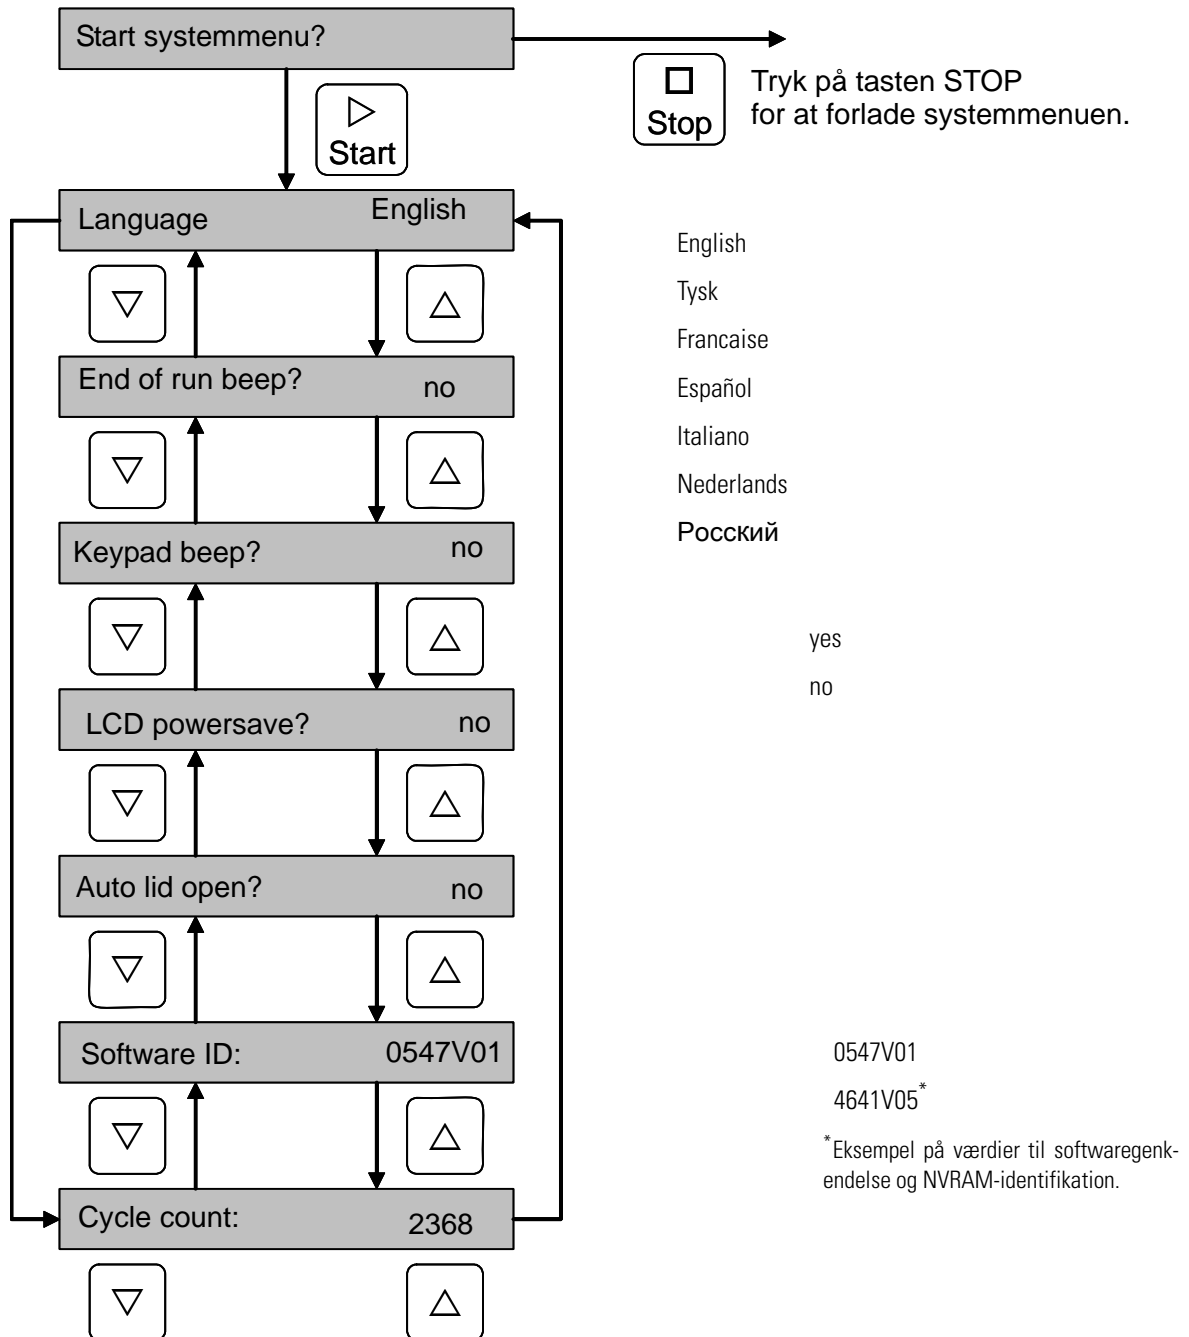 Start systemmenu?
Start
Stop
Tryk på tasten STOP
for at forlade systemmenuen.
Language English
English
Tysk
Francaise
Español
Italiano
Nederlands
Росский
End of run beep? no
Keypad beep? no
yes
no
LCD powersave? no
Auto lid open? no
Software ID: 0547V01
0547V01
4641V05*
*Eksempel på værdier til softwaregenk-
endelse og NVRAM-identifikation.
Cycle count: 2368